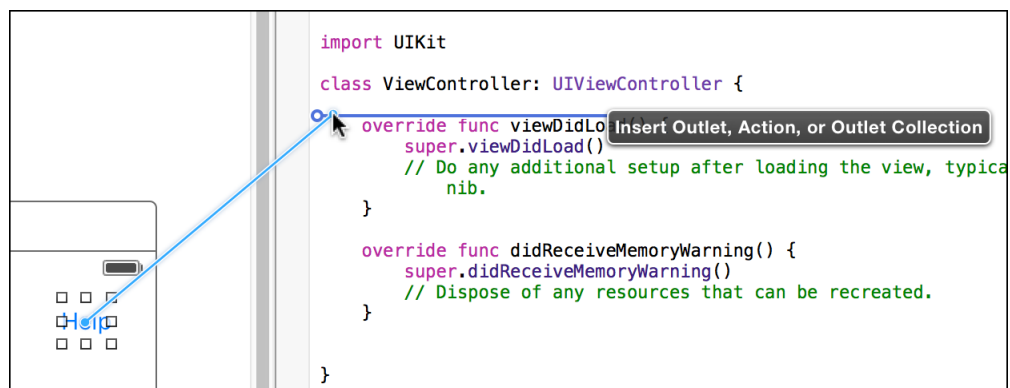 import UIKit
class ViewController: UIViewController {
override func viewDidLoad() {
Insert Outlet, Action, or Outlet Collection
super.viewDidLoad()
// Do any additional setup after loading the view, typica
nib.
}
override func didReceiveMemoryWarning() {
super.didReceiveMemoryWarning()
// Dispose of any resources that can be recreated.
}
Help
}